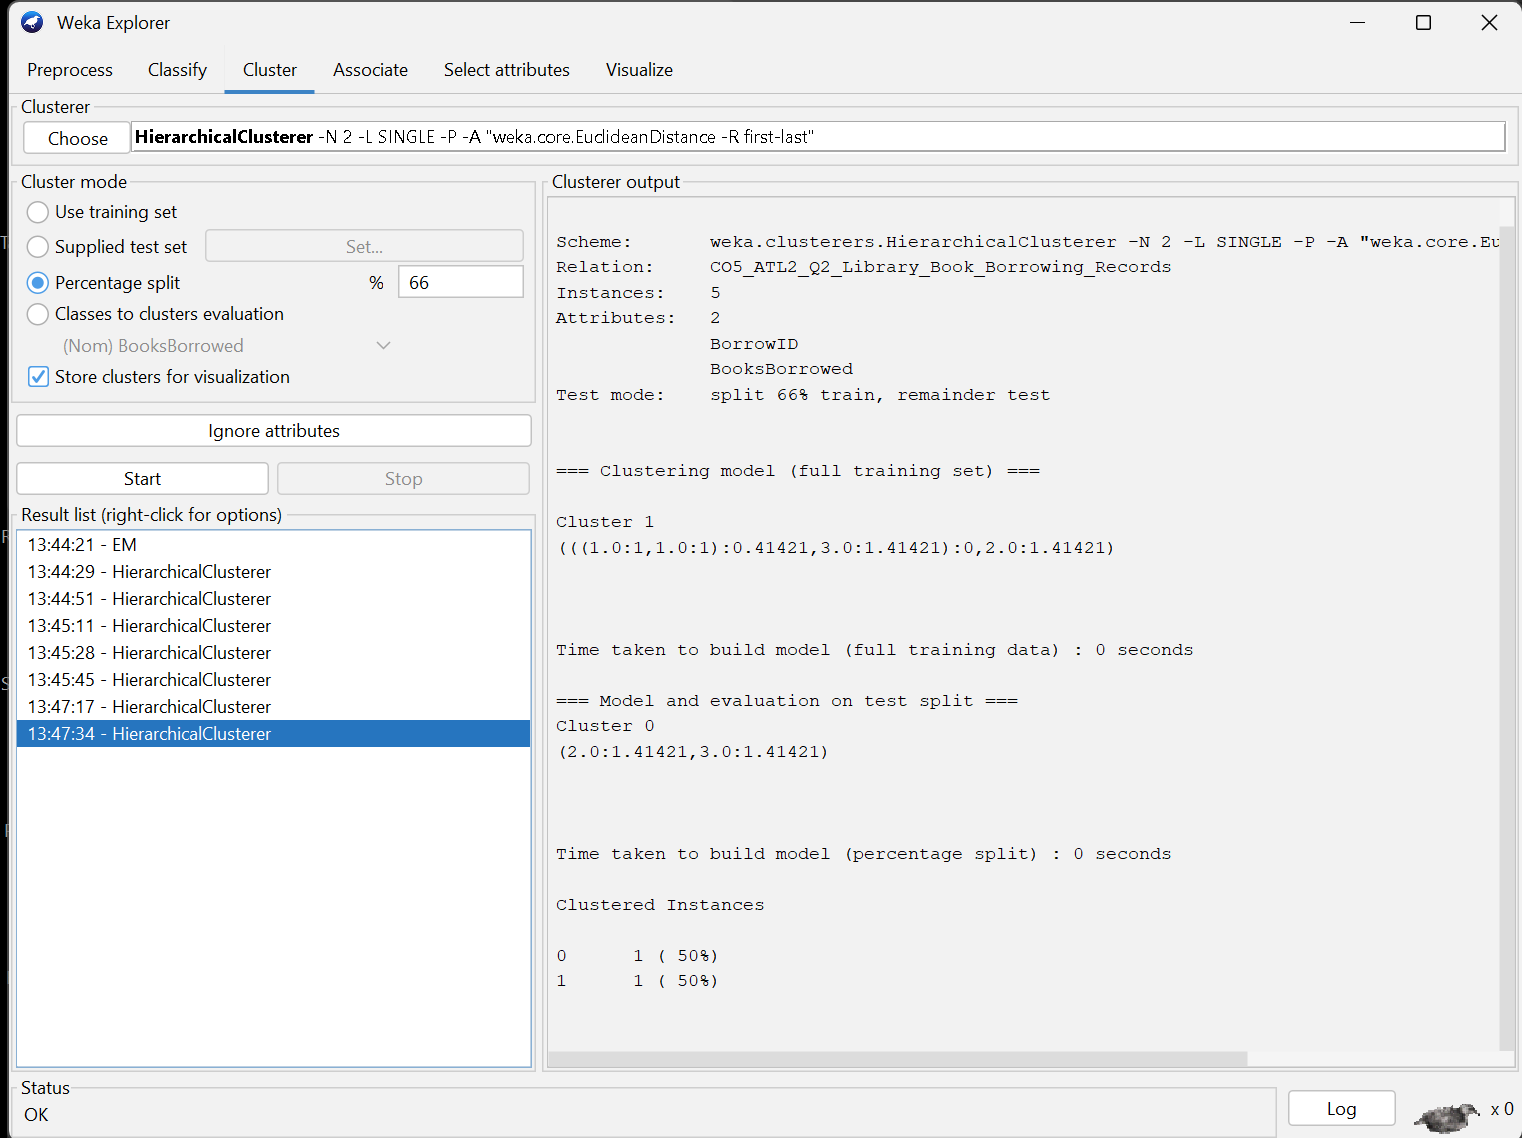 Weka Explorer
Preprocess Classify Cluster Associate Select attributes Visualize
Clusterer
Choose HierarchicalClusterer -N 2 -L SINGLE -P -A "weka.core.EuclideanDistance -R first-last"
Cluster mode
Use training set
Supplied test set Set...
Percentage split % 66
Classes to clusters evaluation
(Nom) BooksBorrowed
Store clusters for visualization
Ignore attributes
Start Stop
Result list (right-click for options)
13:44:21 - EM
13:44:29 - HierarchicalClusterer
13:44:51 - HierarchicalClusterer
13:45:11 - HierarchicalClusterer
13:45:28 - HierarchicalClusterer
13:45:45 - HierarchicalClusterer
13:47:17 - HierarchicalClusterer
13:47:34 - HierarchicalClusterer
Clusterer output
Scheme: weka.clusterers.HierarchicalClusterer -N 2 -L SINGLE -P -A "weka.core.Eu
Relation: CO5_ATL2_Q2_Library_Book_Borrowing_Records
Instances: 5
Attributes: 2
BorrowID
BooksBorrowed
Test mode: split 66% train, remainder test
=== Clustering model (full training set) ===
Cluster 1
(((1.0:1,1.0:1):0.41421,3.0:1.41421):0,2.0:1.41421)
Time taken to build model (full training data) : 0 seconds
=== Model and evaluation on test split ===
Cluster 0
(2.0:1.41421,3.0:1.41421)
Time taken to build model (percentage split) : 0 seconds
Clustered Instances
0 1 ( 50%)
1 1 ( 50%)
Status
OK
Log x 0